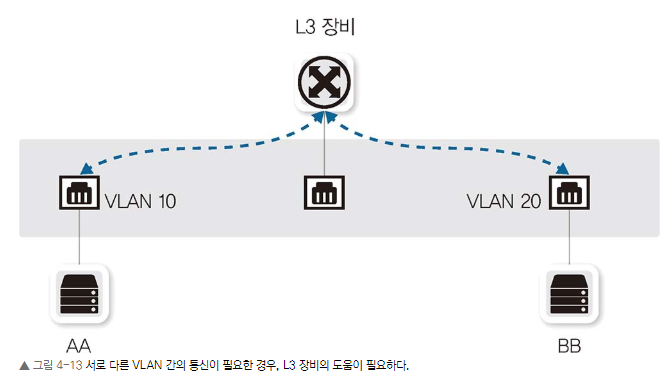 L3 장비
VLAN 10
VLAN 20
AA
BB
▲ 그림 4-13 서로 다른 VLAN 간의 통신이 필요한 경우, L3 장비의 도움이 필요하다.